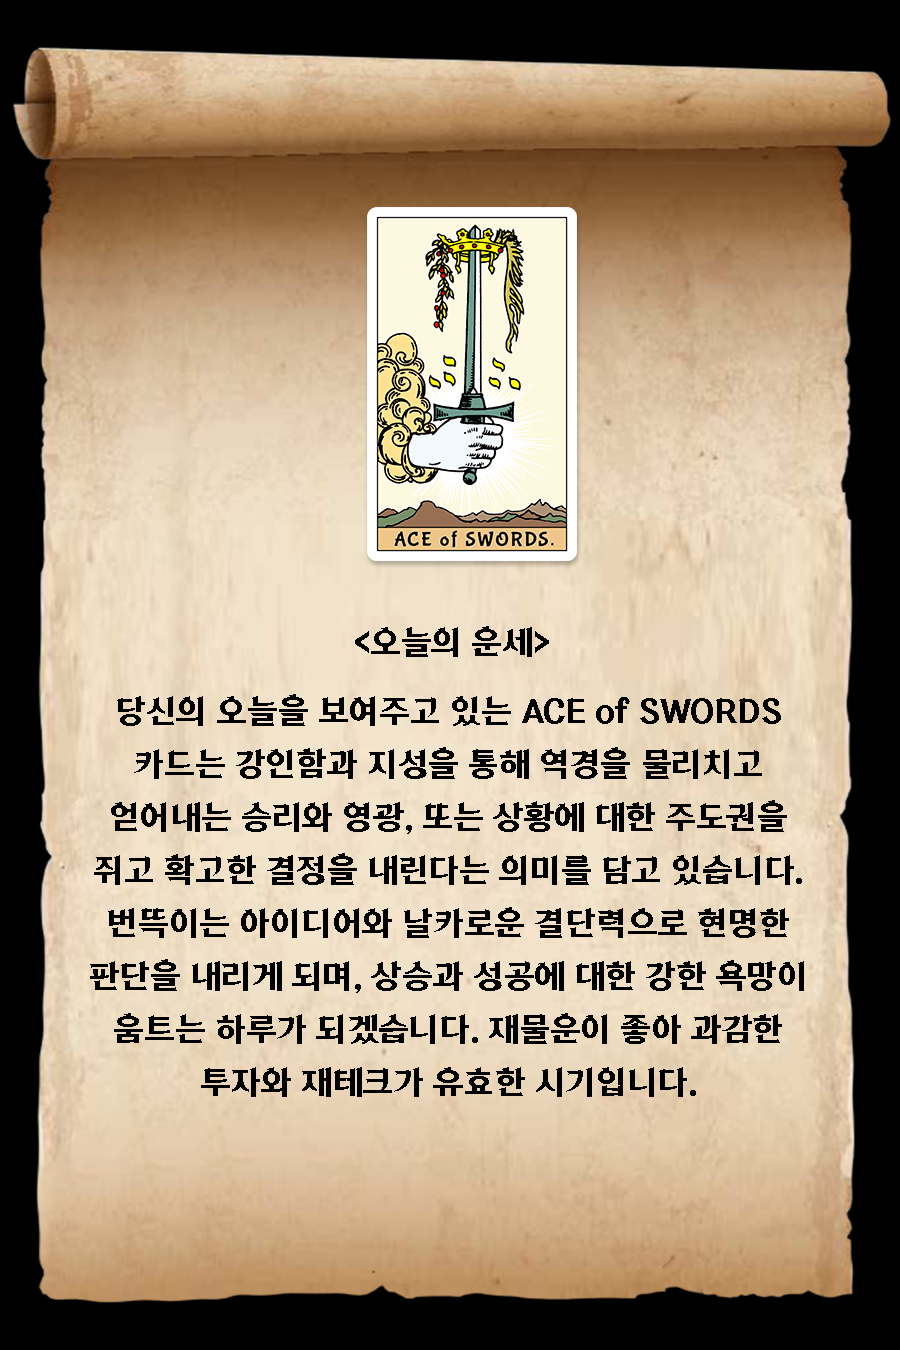 ACE of SWORDS.
<오늘의 운세>
당신의 오늘을 보여주고 있는 ACE of SWORDS
카드는 강인함과 지성을 통해 역경을 물리치고
얻어내는 승리와 영광, 또는 상황에 대한 주도권을
쥐고 확고한 결정을 내린다는 의미를 담고 있습니다.
번뜩이는 아이디어와 날카로운 결단력으로 현명한
판단을 내리게 되며, 상승과 성공에 대한 강한 욕망이
움트는 하루가 되겠습니다. 재물운이 좋아 과감한
투자와 재테크가 유효한 시기입니다.